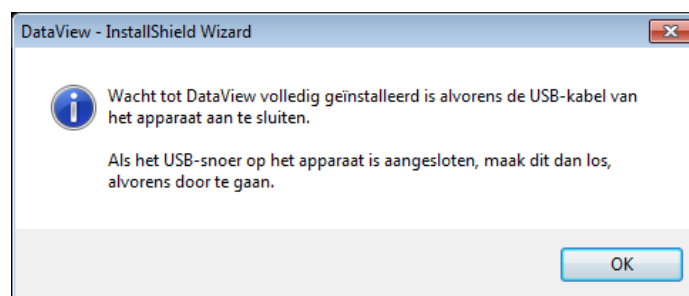 DataView - InstallShield Wizard
Wacht tot DataView volledig geïnstalleerd is alvorens de USB-kabel van
het apparaat aan te sluiten.
Als het USB-snoer op het apparaat is aangesloten, maak dit dan los,
alvorens door te gaan.
OK